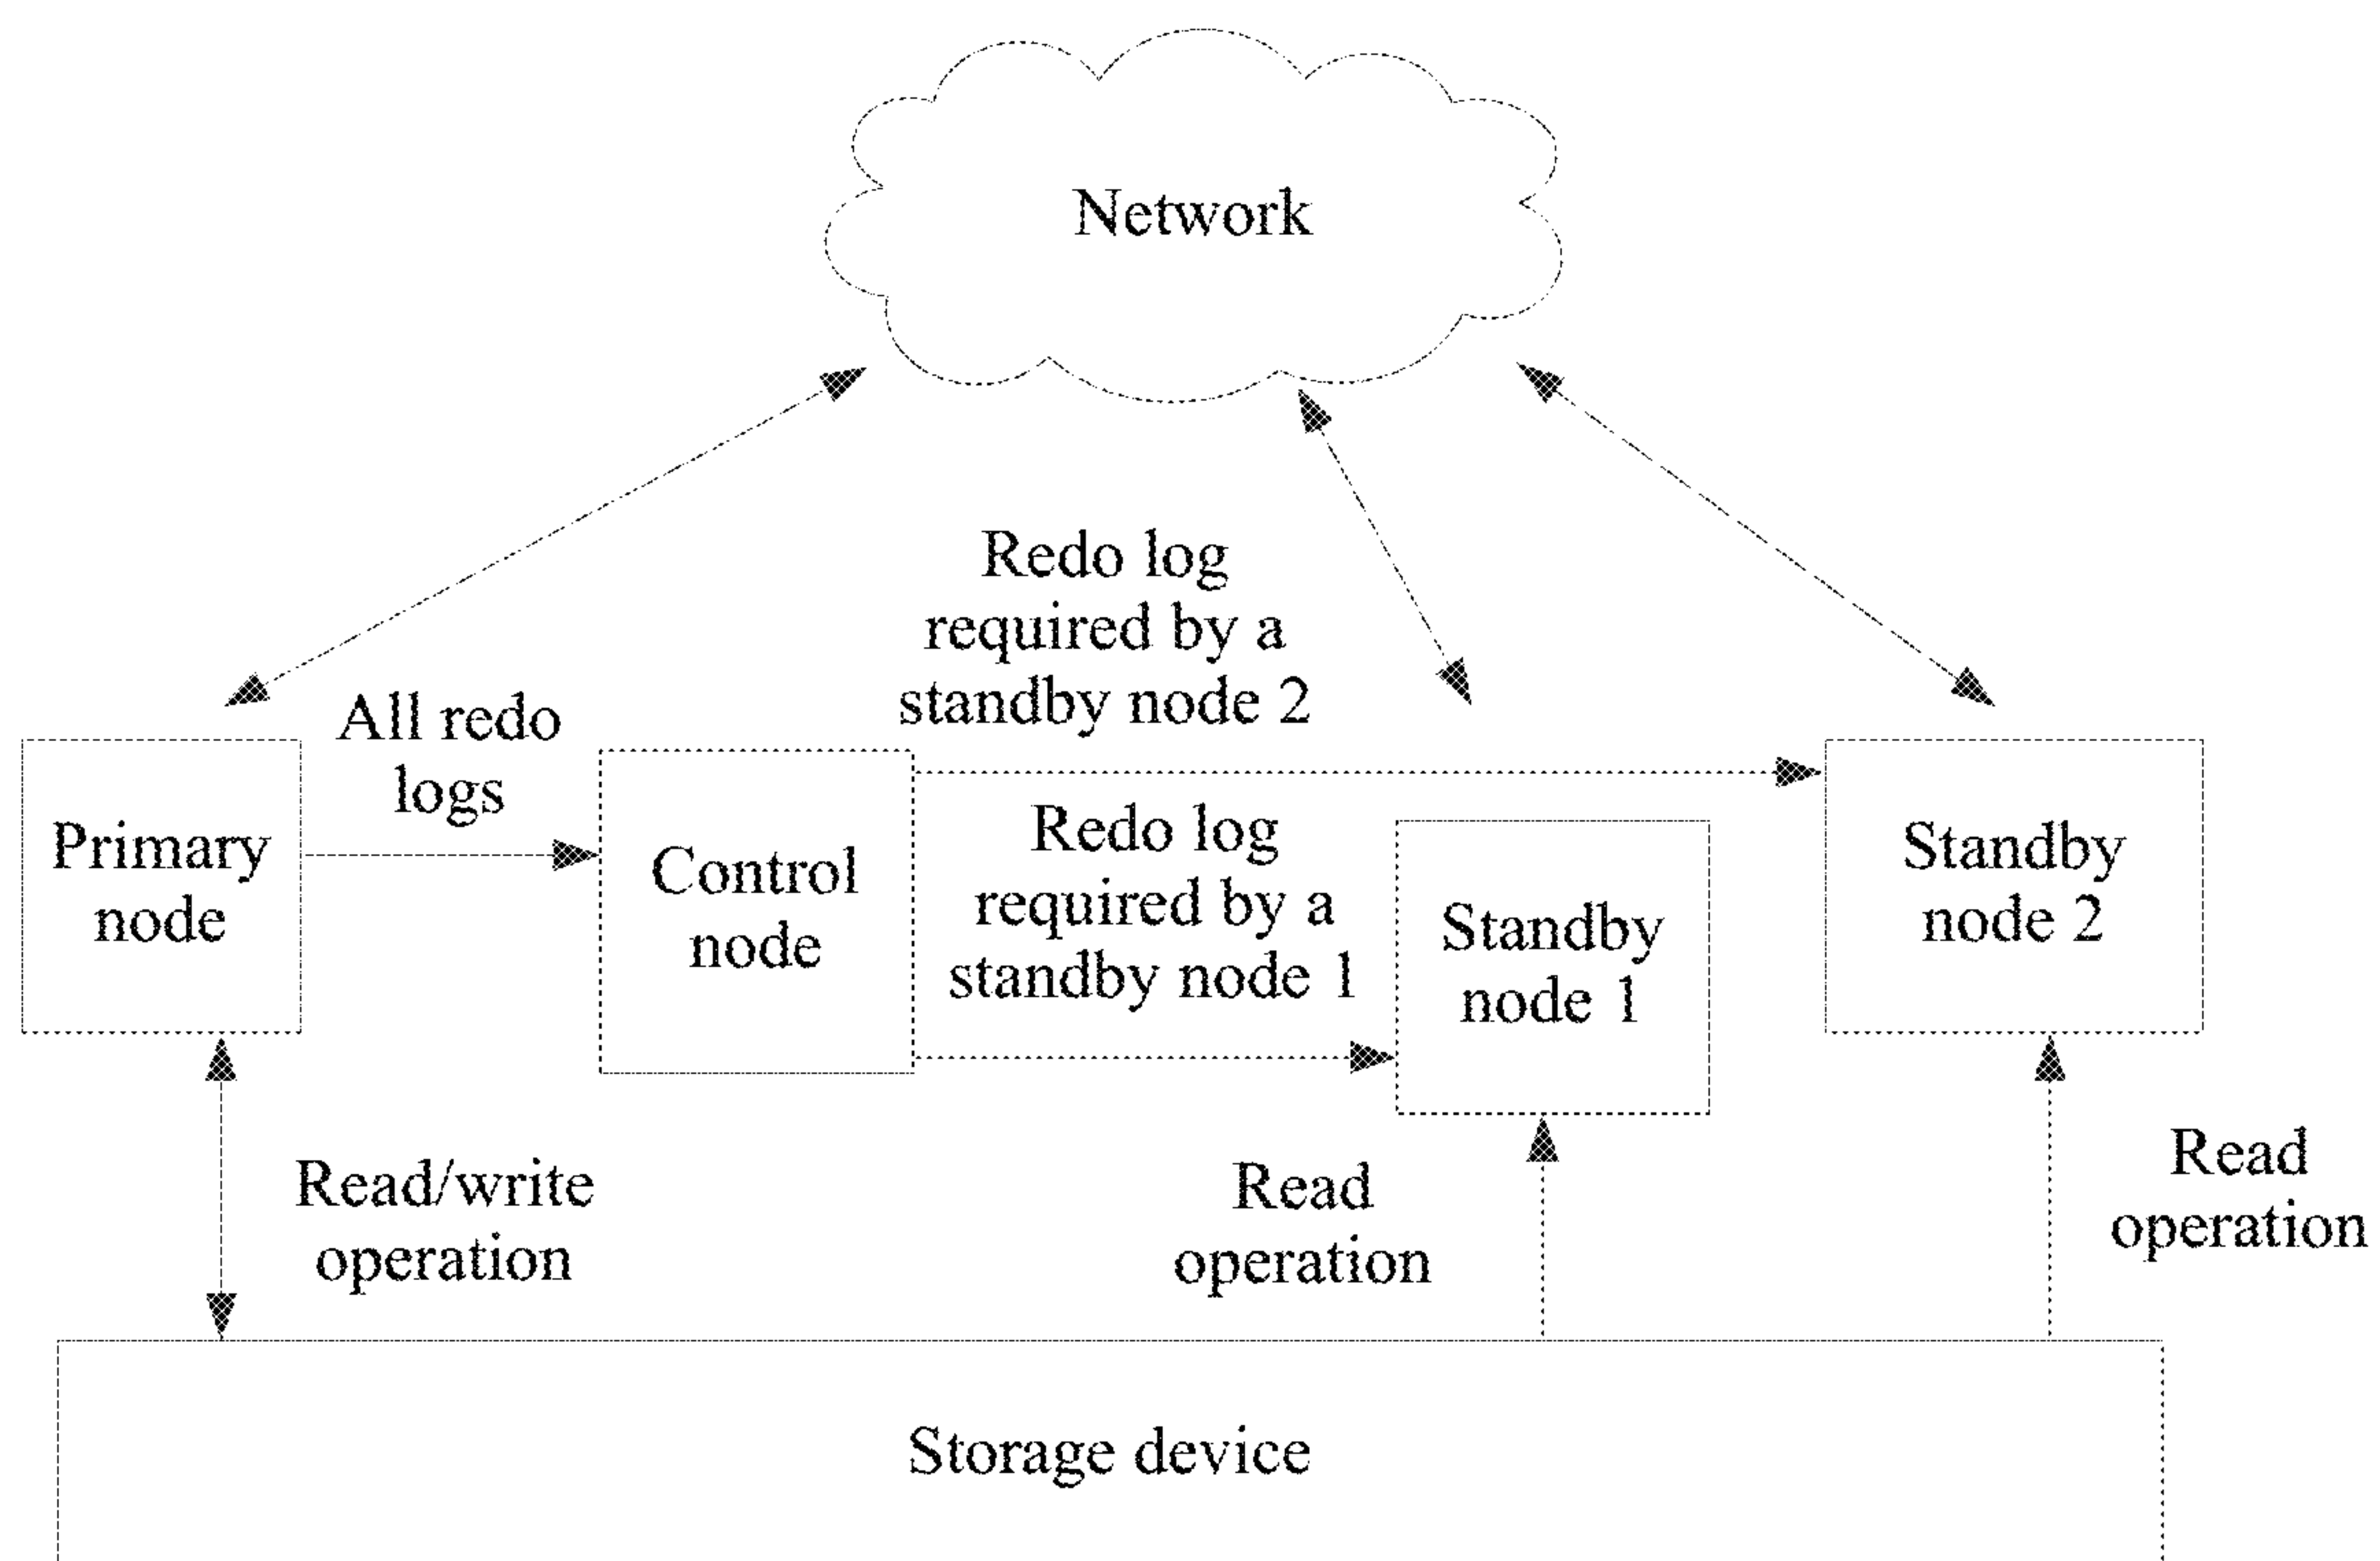 Network
Redo log
required by a
standby node 2
All redo
logs
Primary
node
Control
node
Redo log
required by a
standby node 1
Standby
node 1
Standby
node 2
Read/write
operation
Read
operation
Read
operation
Storage device